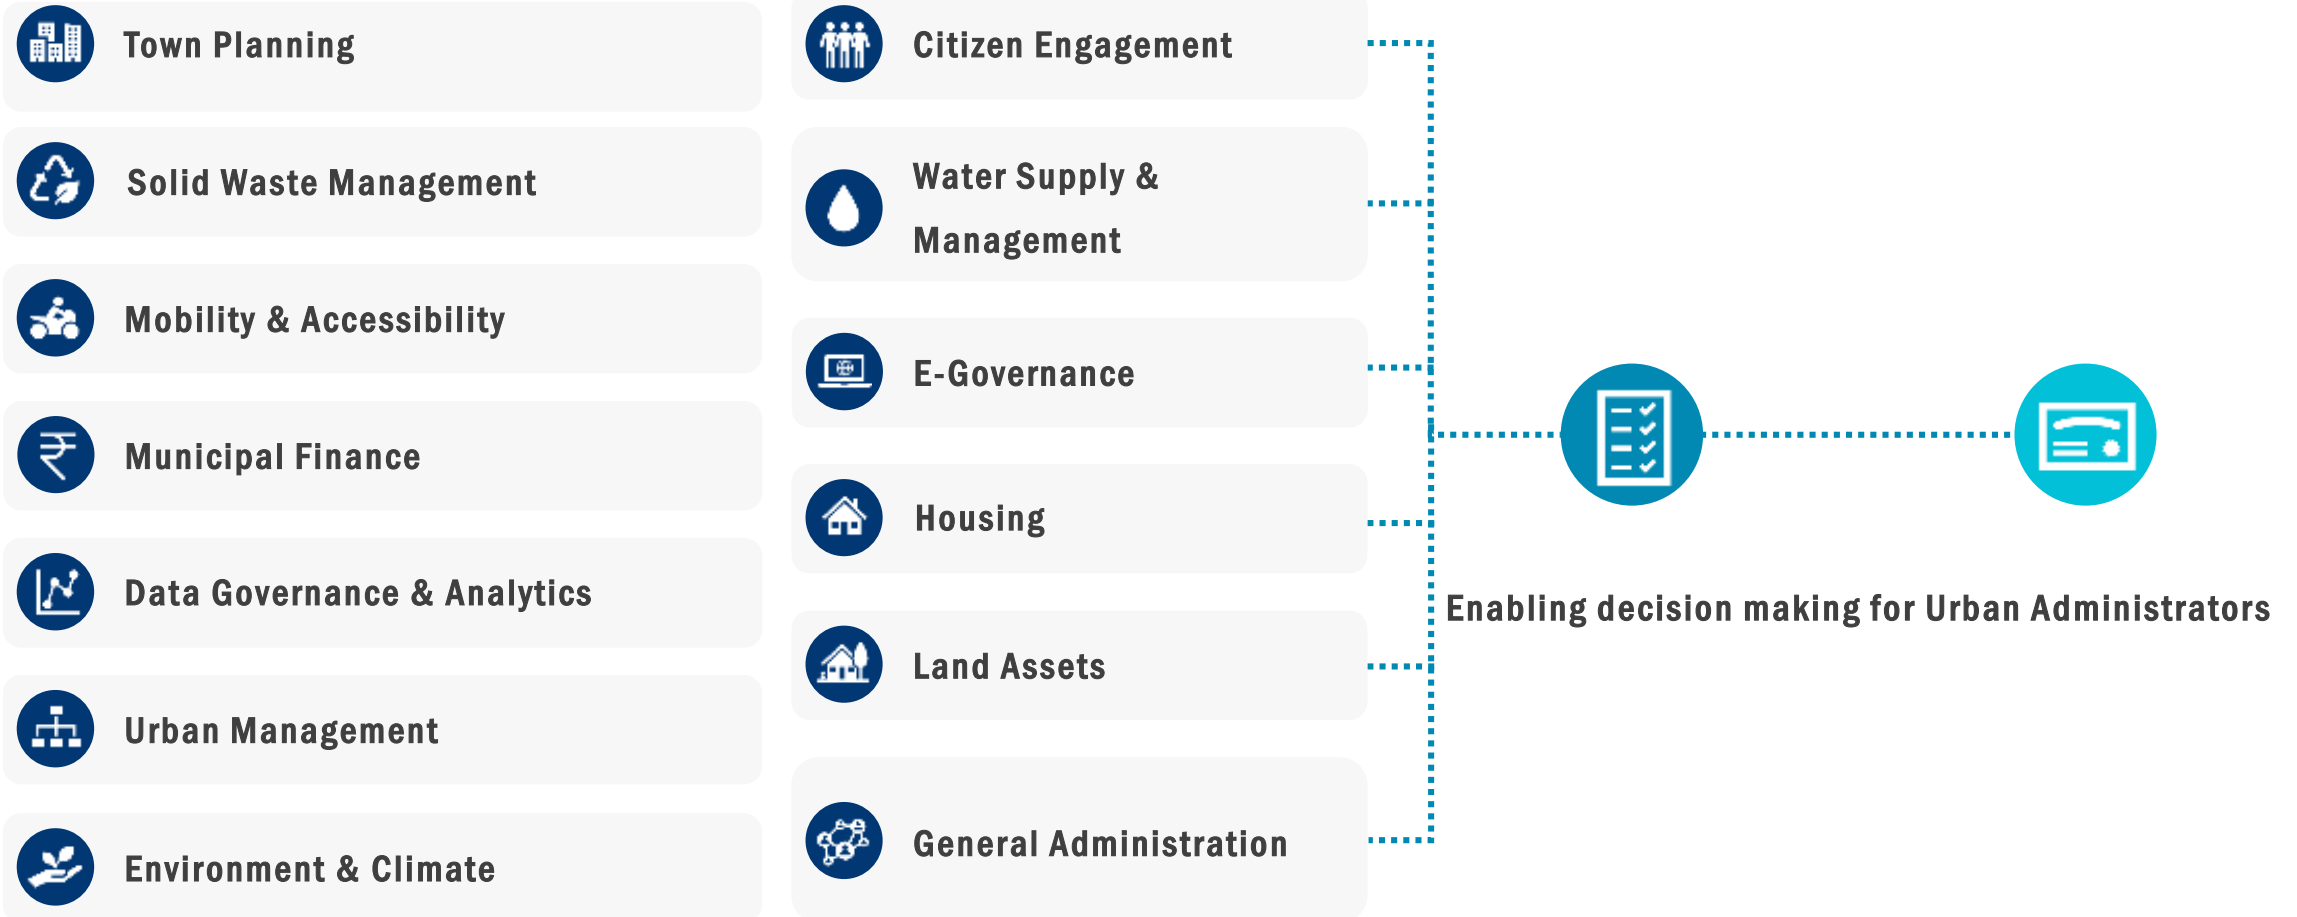 Town Planning
Solid Waste Management
Mobility & Accessibility
Municipal Finance
Data Governance & Analytics
Urban Management
Environment & Climate
Citizen Engagement
Water Supply &
Management
E-Governance
Housing
Land Assets
General Administration
Enabling decision making for Urban Administrators